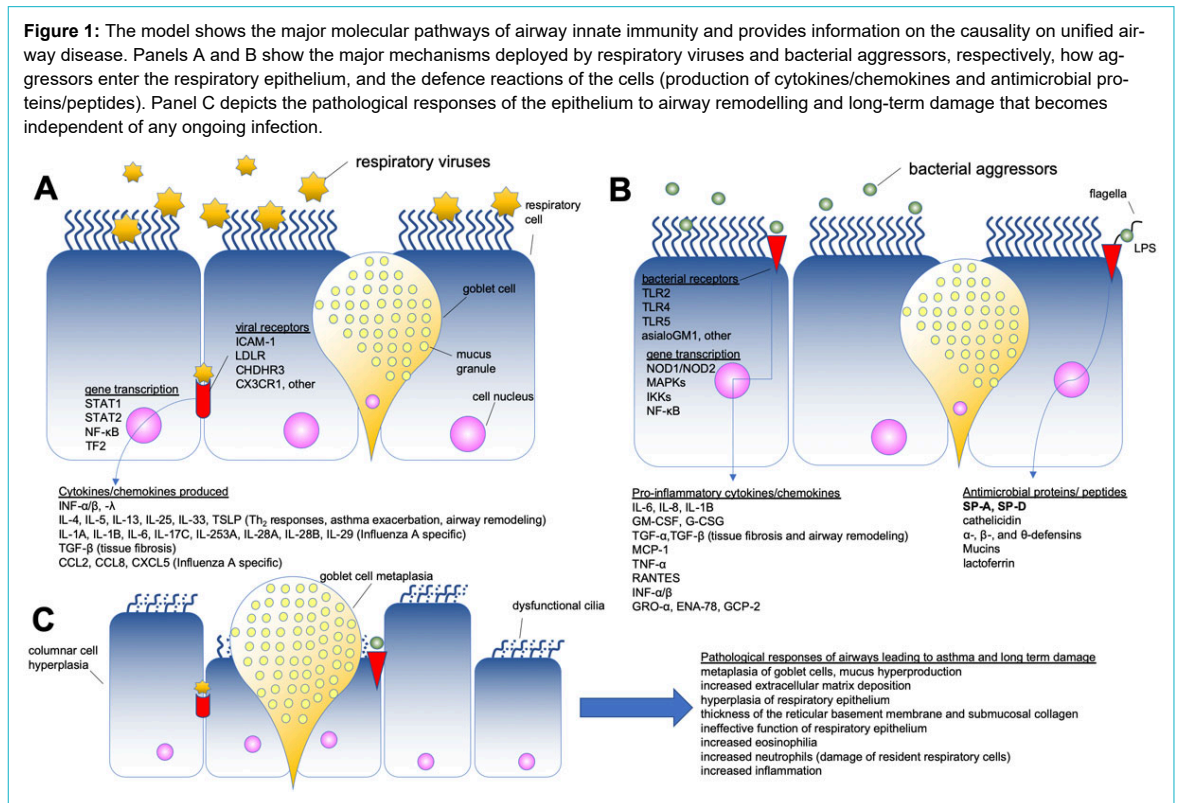 Figure 1: The model shows the major molecular pathways of airway innate immunity and provides information on the causality on unified air-
way disease. Panels A and B show the major mechanisms deployed by respiratory viruses and bacterial aggressors, respectively, how ag-
gressors enter the respiratory epithelium, and the defence reactions of the cells (production of cytokines/chemokines and antimicrobial pro-
teins/peptides). Panel C depicts the pathological responses of the epithelium to airway remodelling and long-term damage that becomes
independent of any ongoing infection.
A
respiratory viruses
respiratory
cell
goblet cell
viral receptors
ICAM-1
LDLR
CHDHR3
CX3CR1, other
mucus
granule
cell nucleus
gene transcription
STAT1
STAT2
NF-κB
TF2
Cytokines/chemokines produced
INF-α/β, -λ
IL-4, IL-5, IL-13, IL-25, IL-33, TSLP (Th2 responses, asthma exacerbation, airway remodeling)
IL-1A, IL-1B, IL-6, IL-17C, IL-253A, IL-28A, IL-28B, IL-29 (Influenza A specific)
TGF-β (tissue fibrosis)
CCL2, CCL8, CXCL5 (Influenza A specific)
B
bacterial aggressors
flagella
LPS
bacterial receptors
TLR2
TLR4
TLR5
asialoGM1, other
gene transcription
NOD1/NOD2
MAPKs
IKKs
NF-κB
Pro-inflammatory cytokines/chemokines
IL-6, IL-8, IL-1B
GM-CSF, G-CSG
TGF-α,TGF-β (tissue fibrosis and airway remodeling)
MCP-1
TNF-α
RANTES
INF-α/β
GRO-α, ENA-78, GCP-2
Antimicrobial proteins/ peptides
SP-A, SP-D
cathelicidin
α-, β-, and θ-defensins
Mucins
lactoferrin
C
goblet cell metaplasia
dysfunctional cilia
columnar cell
hyperplasia
Pathological responses of airways leading to asthma and long term damage
metaplasia of goblet cells, mucus hyperproduction
increased extracellular matrix deposition
hyperplasia of respiratory epithelium
thickness of the reticular basement membrane and submucosal collagen
ineffective function of respiratory epithelium
increased eosinophilia
increased neutrophils (damage of resident respiratory cells)
increased inflammation